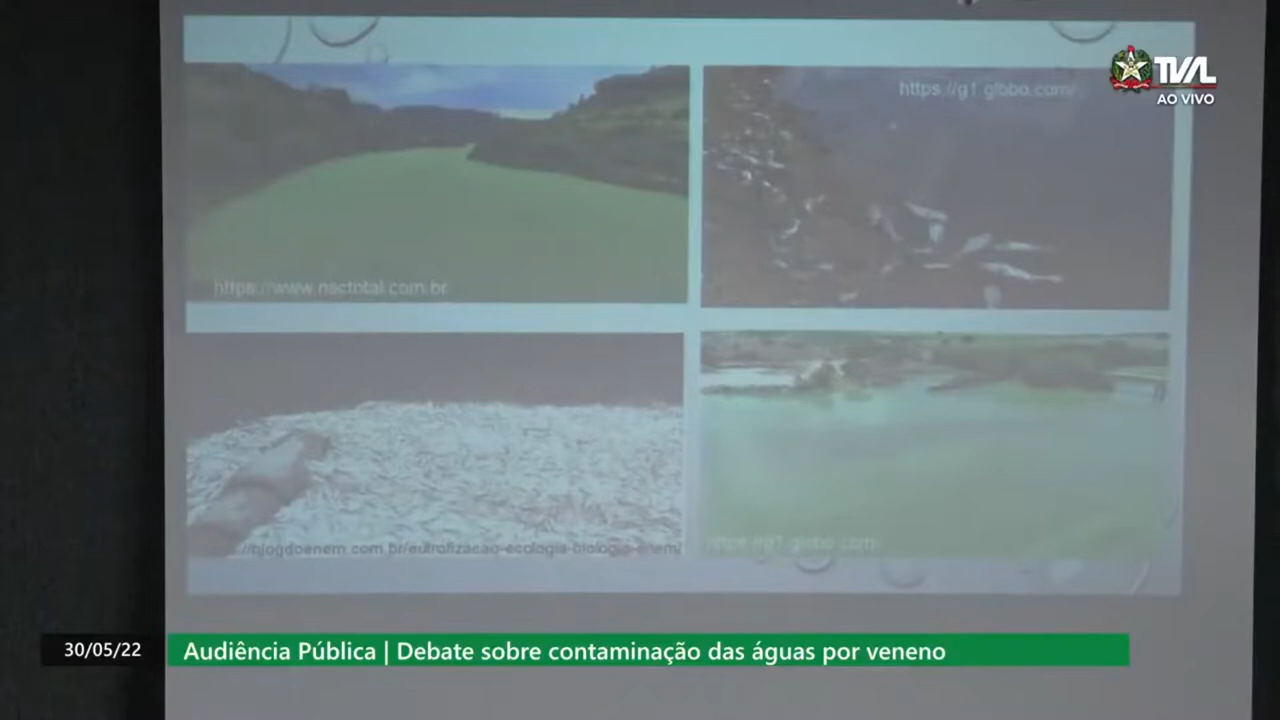 TVAL
AO VIVO
https://g1.globo.com/
https://www.nsctotal.com.br
//blogdoenem.com.br/eutrofizacao-ecologia-biologia-enem/
https://g1.globo.com/
30/05/22
Audiência Pública | Debate sobre contaminação das águas por veneno